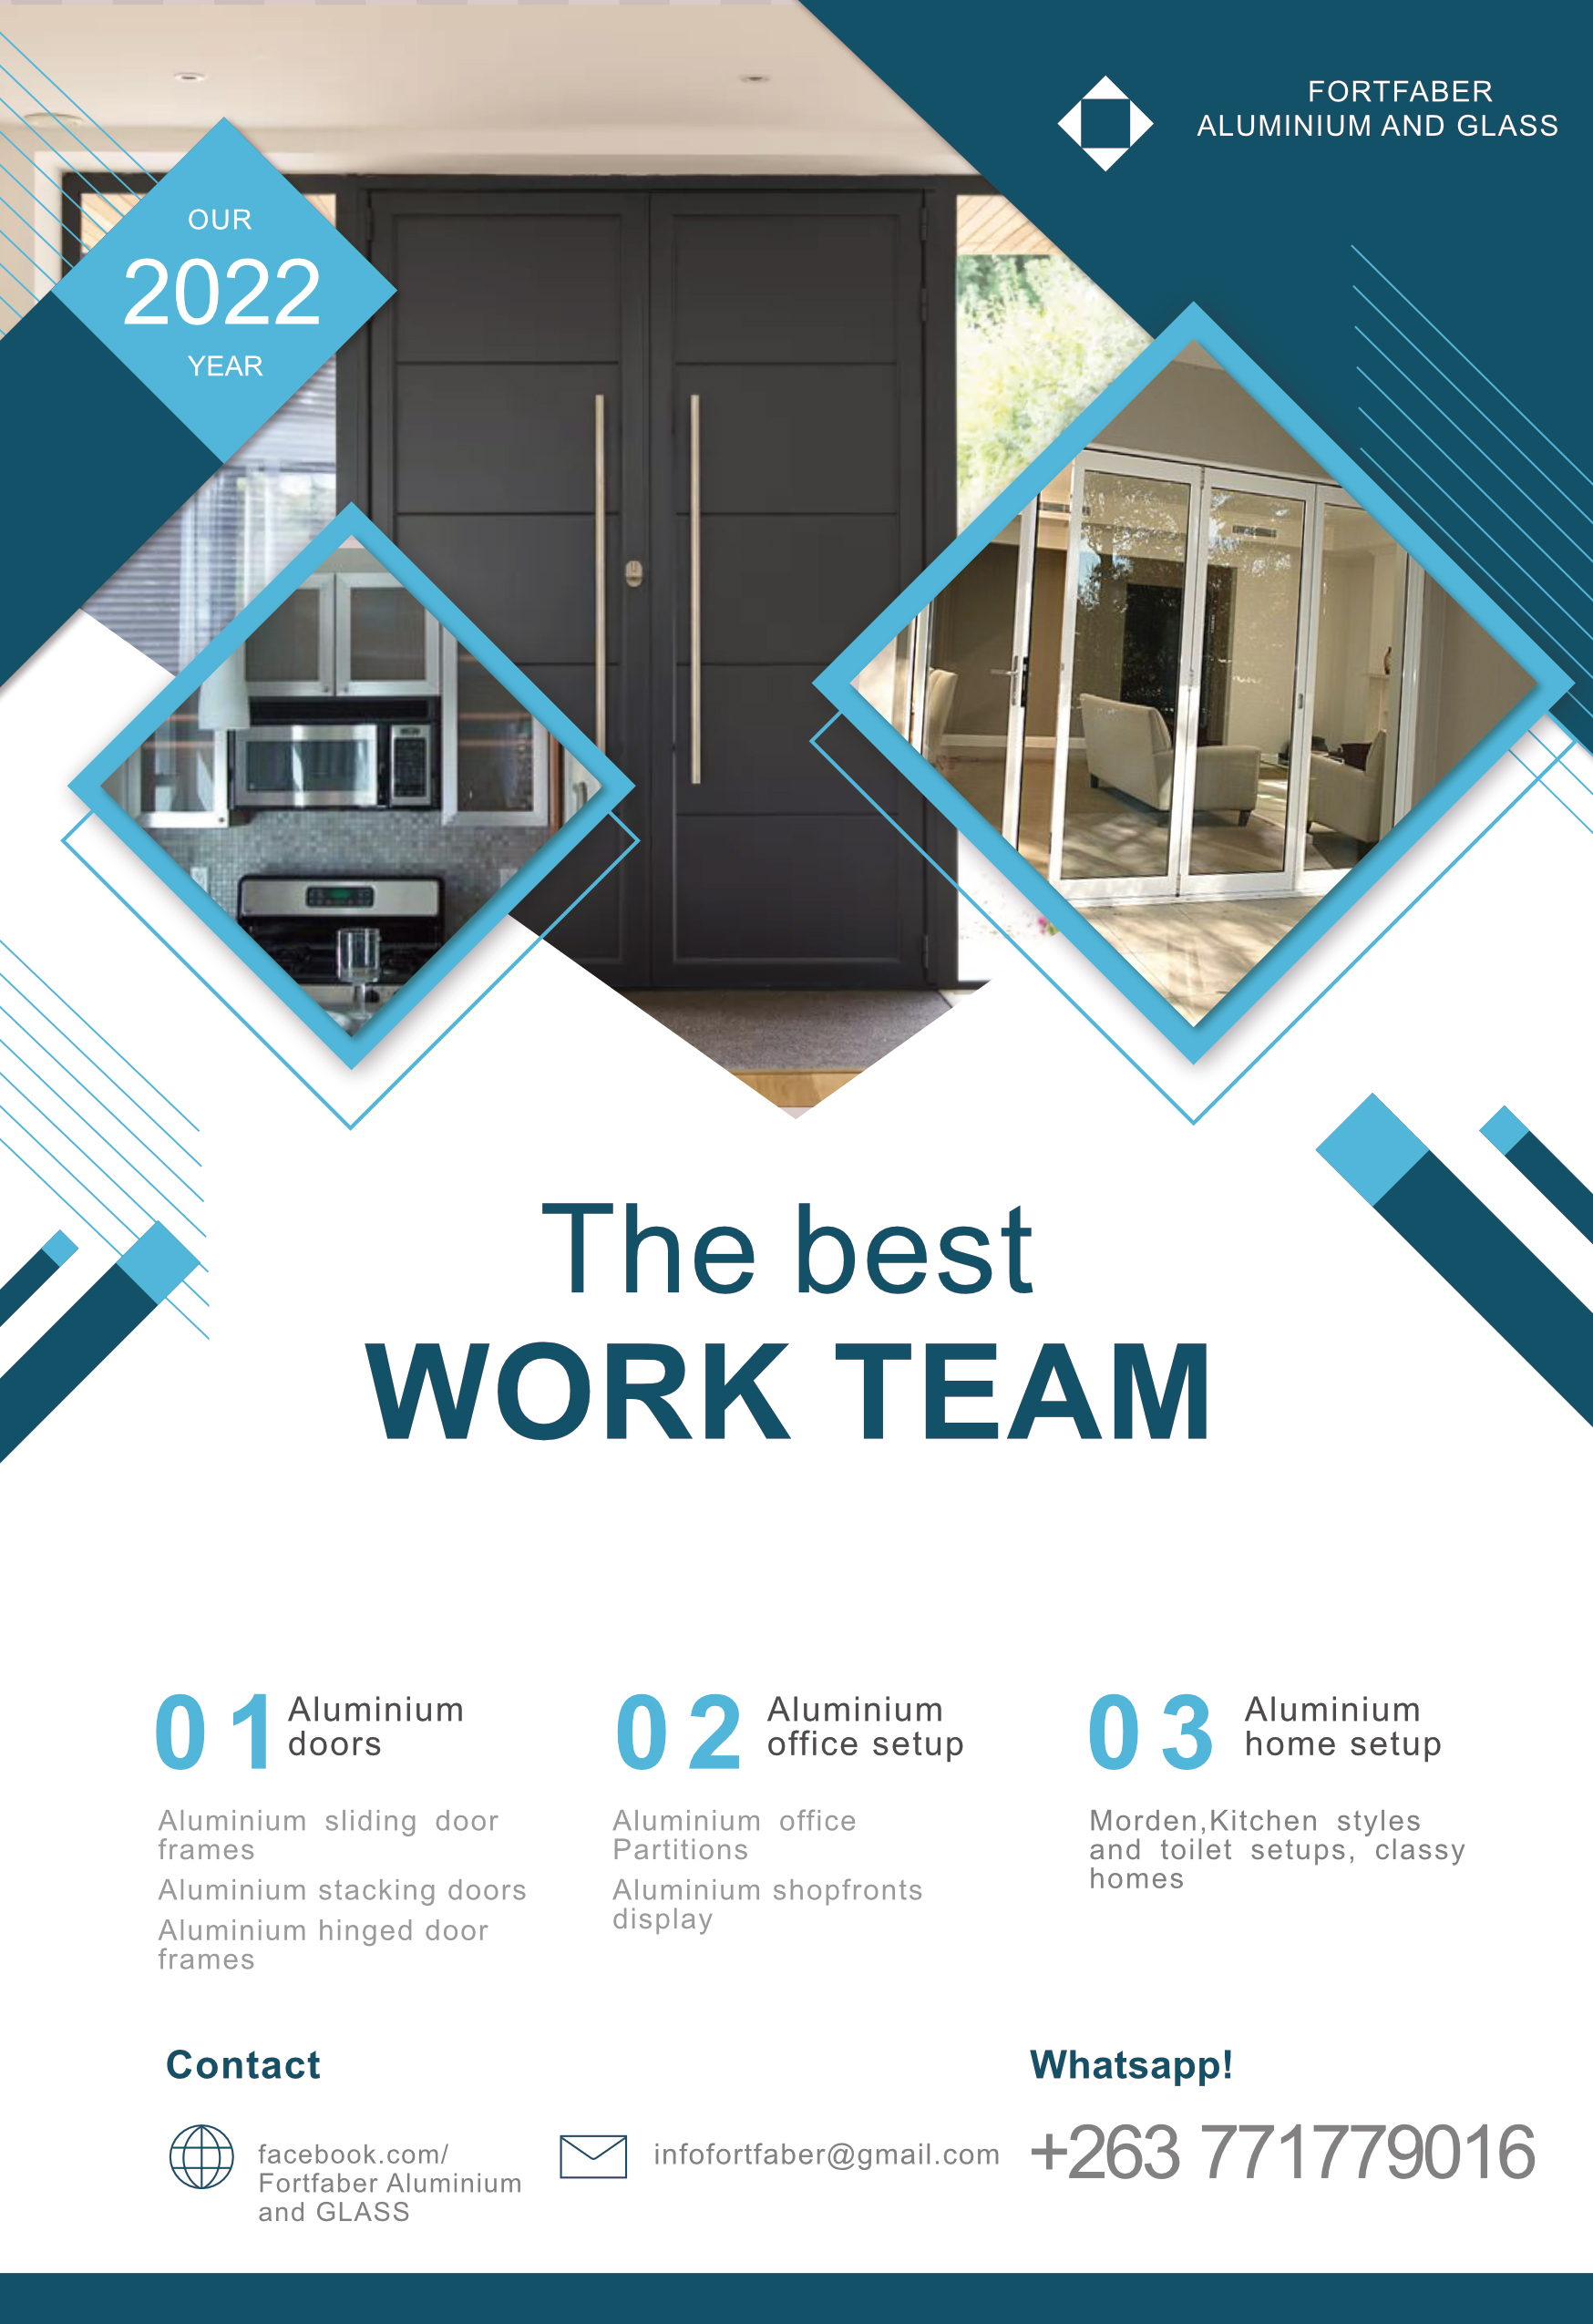 FORTFABER
ALUMINIUM AND GLASS
OUR
2022
YEAR
The best
WORK TEAM
01 Aluminium
doors
Aluminium sliding door
frames
Aluminium stacking doors
Aluminium hinged door
frames
02 Aluminium
office setup
Aluminium office
Partitions
Aluminium shopfronts
display
03 Aluminium
home setup
Morden,Kitchen styles
and toilet setups, classy
homes
Contact
facebook.com/
Fortfaber Aluminium
and GLASS
infofortfaber@gmail.com
Whatsapp!
+263 771779016